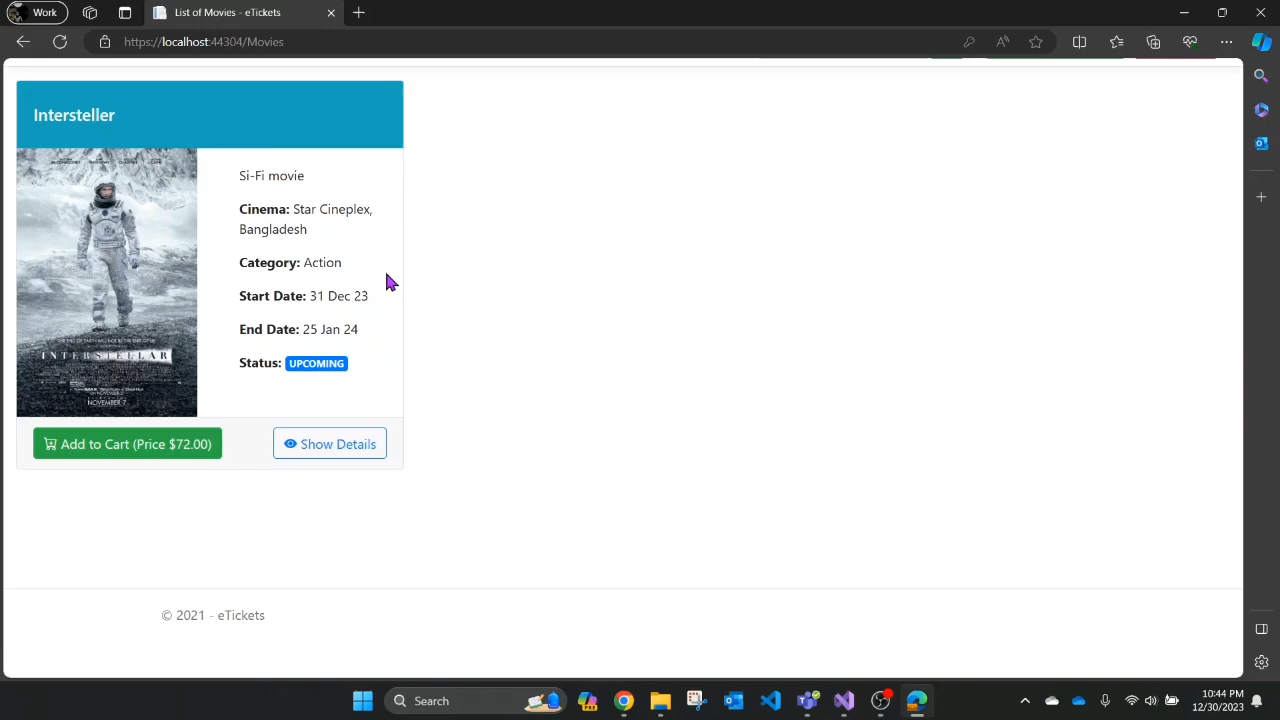 Work
List of Movies - eTickets
https://localhost:44304/Movies
Intersteller
Si-Fi movie
Cinema: Star Cineplex,
Bangladesh
Category: Action
Start Date: 31 Dec 23
End Date: 25 Jan 24
Status: UPCOMING
INTERSTELLAR
NOVEMBER 7
Add to Cart (Price $72.00)
Show Details
© 2021 - eTickets
Search
10:44 PM
12/30/2023